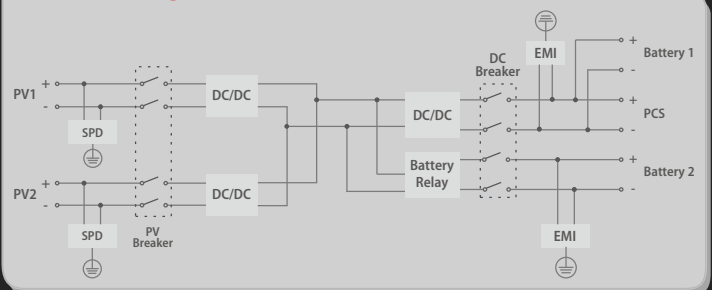 PV1
+
-
SPD
PV2
+
-
SPD
PV
Breaker
DC/DC
DC/DC
DC/DC
Battery
Relay
DC
Breaker
EMI
+
Battery 1
-
+
PCS
-
+
Battery 2
-
EMI